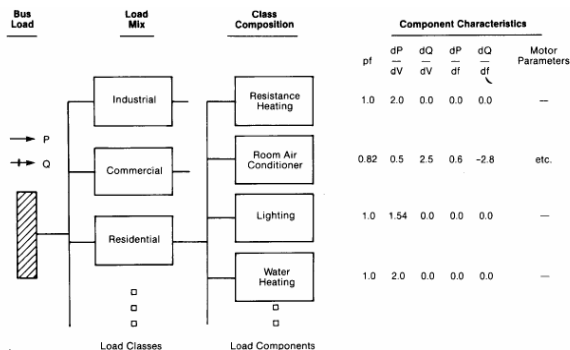 Bus Load
Load Mix
Class Composition
Component Characteristics
pf dP/dV dQ/dV dP/df dQ/df Motor Parameters
Industrial
Resistance Heating
1.0 2.0 0.0 0.0 0.0 —
P
Q
Commercial
Room Air Conditioner
0.82 0.5 2.5 0.6 -2.8 etc.
Lighting
1.0 1.54 0.0 0.0 0.0 —
Residential
Water Heating
1.0 2.0 0.0 0.0 0.0 —
Load Classes
Load Components